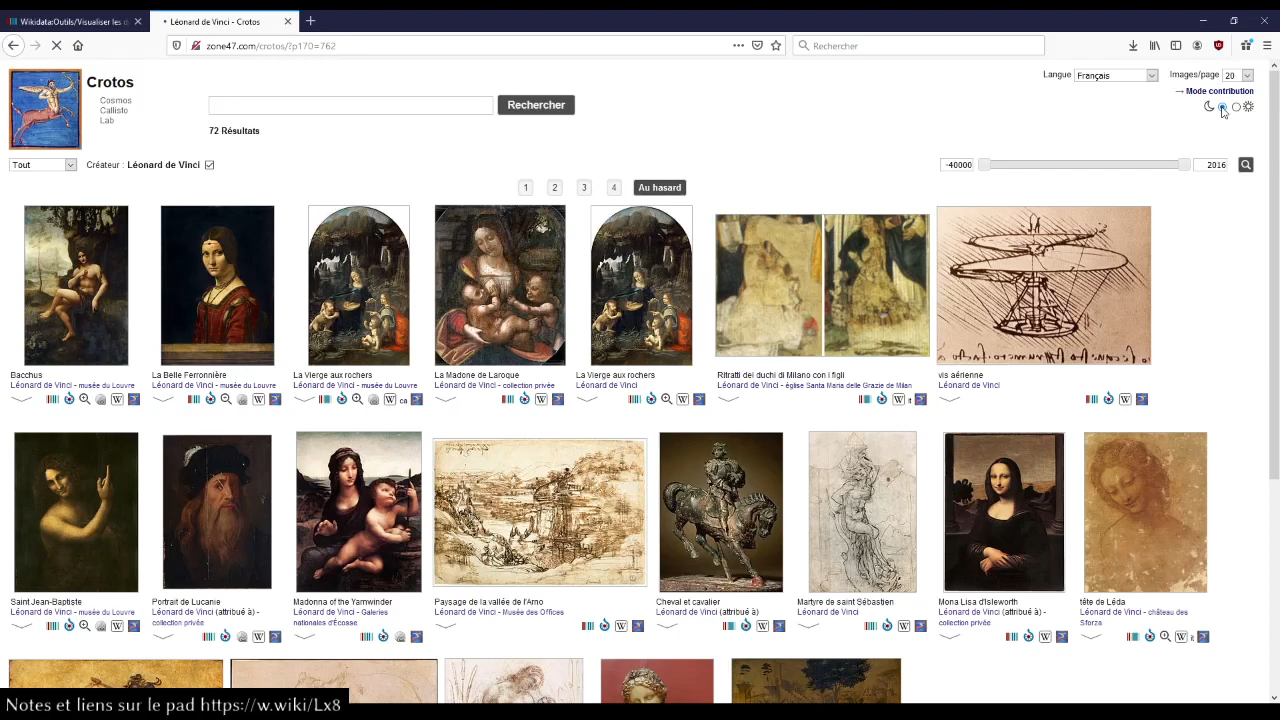 Wikidata:Outils/Visualiser les d
Léonard de Vinci - Crotos
zone47.com/crotos/?p170=762
Rechercher
Crotos
Cosmos
Callisto
Lab
Rechercher
72 Résultats
Langue Français Images/page 20
→ Mode contribution
Tout Créateur : Léonard de Vinci -40000 2016
1 2 3 4 Au hasard
Bacchus
Léonard de Vinci - musée du Louvre
La Belle Ferronnière
Léonard de Vinci - musée du Louvre
La Vierge aux rochers
Léonard de Vinci - musée du Louvre
ca
La Madone de Laroque
Léonard de Vinci - collection privée
La Vierge aux rochers
Léonard de Vinci
Ritratti dei duchi di Milano con i figli
Léonard de Vinci - église Santa Maria delle Grazie de Milan
it
vis aérienne
Léonard de Vinci
Saint Jean-Baptiste
Léonard de Vinci - musée du Louvre
Portrait de Lucanie
Léonard de Vinci (attribué à) -
collection privée
Madonna of the Yarnwinder
Léonard de Vinci - Galeries
nationales d'Écosse
Paysage de la vallée de l'Arno
Léonard de Vinci - Musée des Offices
Cheval et cavalier
Léonard de Vinci (attribué à)
Martyre de saint Sébastien
Léonard de Vinci
Mona Lisa d'Isleworth
Léonard de Vinci (attribué à) -
collection privée
tête de Léda
Léonard de Vinci - château des
Sforza
it
Notes et liens sur le pad https://w.wiki/Lx8